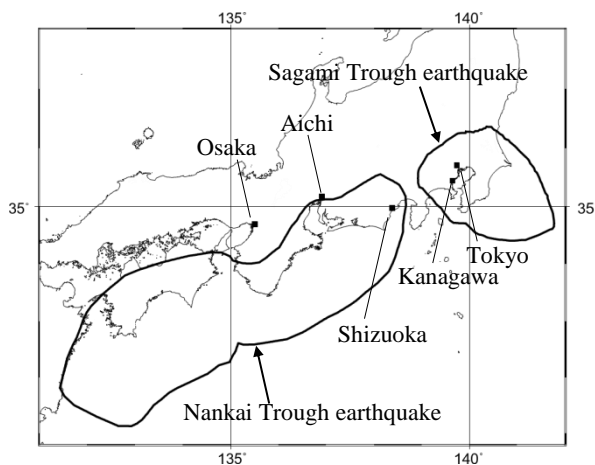 135° 140°
Sagami Trough earthquake
Aichi
Osaka
35° 35°
Tokyo
Kanagawa
Shizuoka
Nankai Trough earthquake
135° 140°